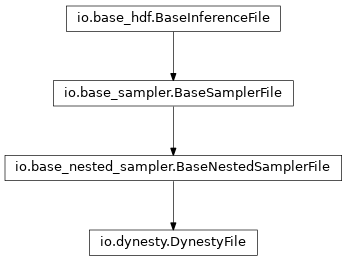 io.base_hdf.BaseInferenceFile
io.base_sampler.BaseSamplerFile
io.base_nested_sampler.BaseNestedSamplerFile
io.dynesty.DynestyFile